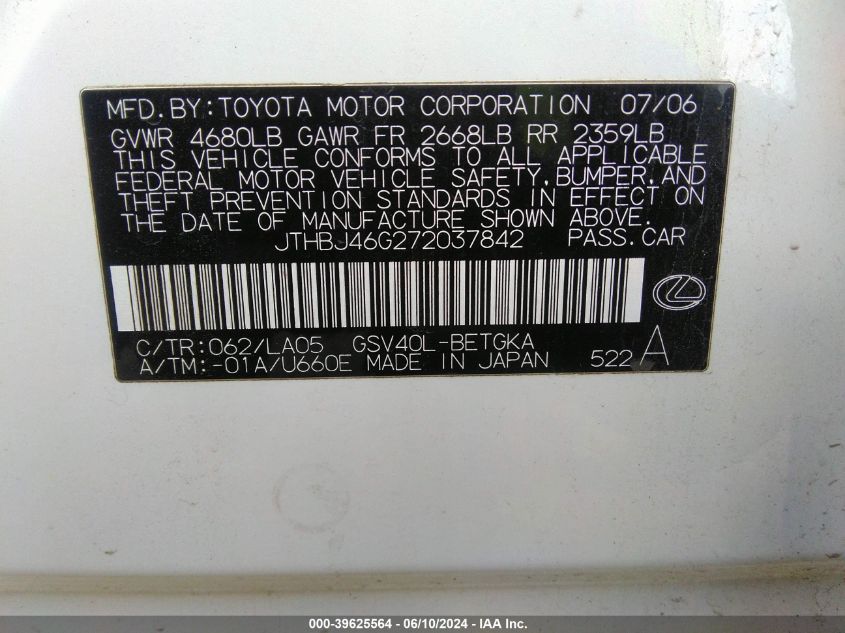 MFD.BY:TOYOTA MOTOR CORPORATION 07/06
GVWR 4680LB GAWR FR 2668LB RR 2359LB
THIS VEHICLE CONFORMS TO ALL APPLICABLE
FEDERAL MOTOR VEHICLE SAFETY,BUMPER,AND
THEFT PREVENTION STANDARDS IN EFFECT ON
THE DATE OF MANUFACTURE SHOWN ABOVE.
JTHBJ46G272037842 PASS.CAR
C/TR:062/LA05 GSV40L-BETGKA
A/TM:-01A/U660E MADE IN JAPAN 522 A
000-39625564 - 06/10/2024 - IAA Inc.